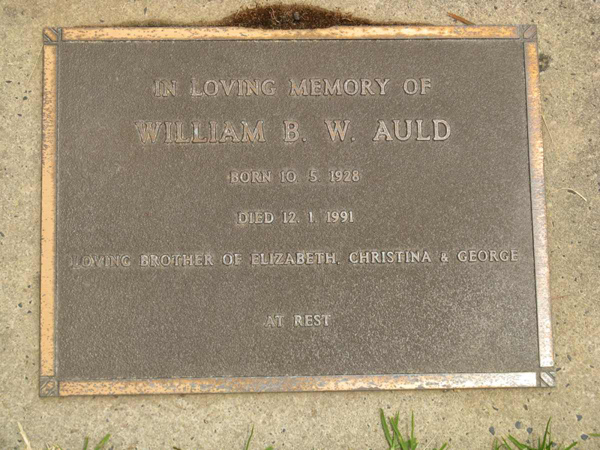 IN LOVING MEMORY OF
WILLIAM B. W. AULD
BORN 10. 5. 1928
DIED 12. 1. 1991
LOVING BROTHER OF ELIZABETH, CHRISTINA & GEORGE
AT REST